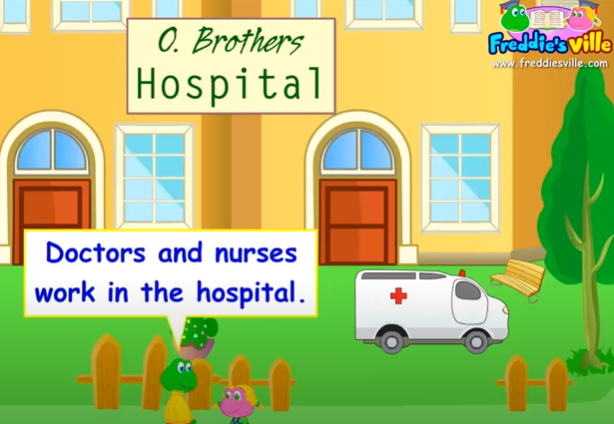 O. Brothers
Hospital
Freddie's Ville
www.freddiesville.com
Doctors and nurses
work in the hospital.